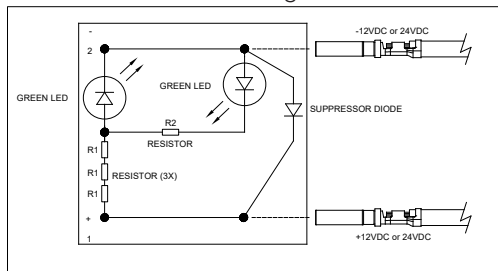 -
2
-12VDC or 24VDC
GREEN LED
GREEN LED
SUPPRESSOR DIODE
R2
RESISTOR
R1
R1
RESISTOR (3X)
R1
+
1
+12VDC or 24VDC